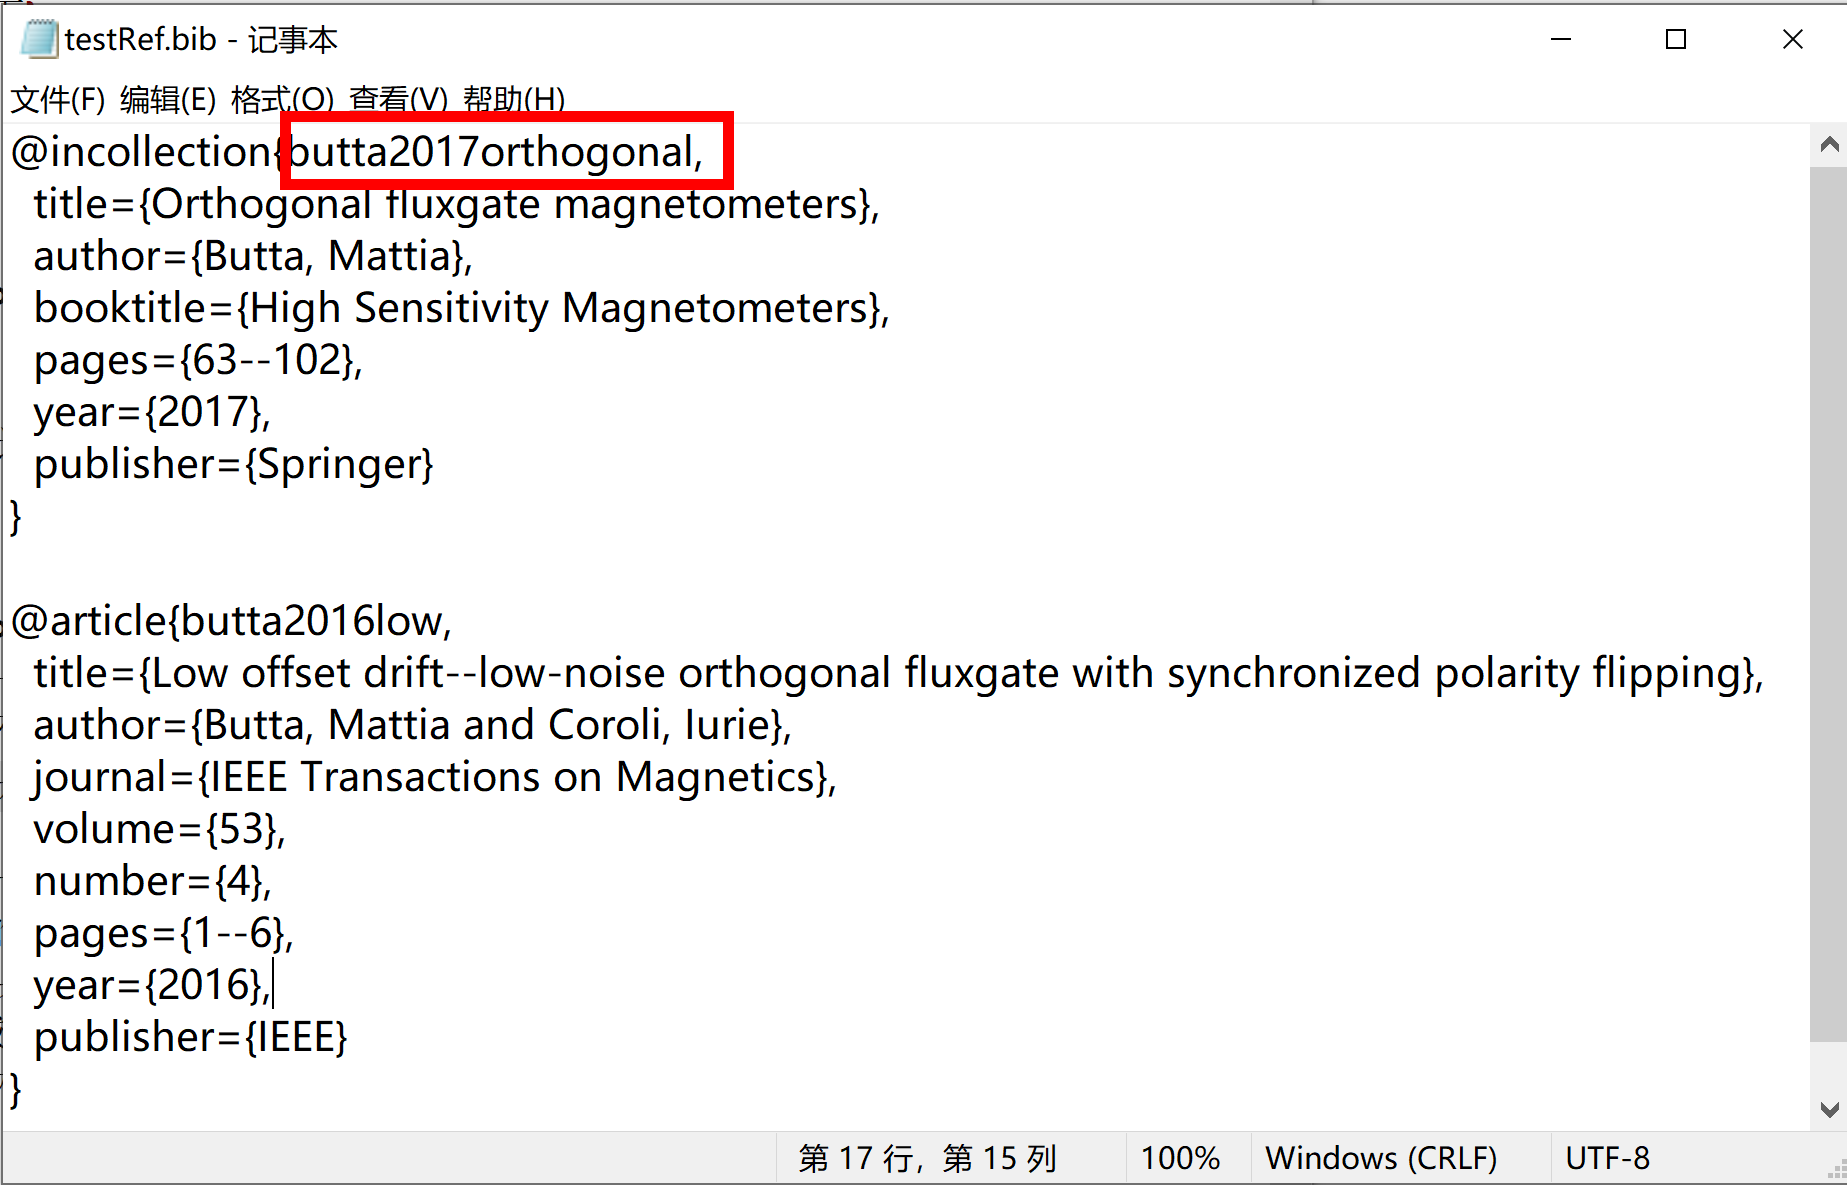 testRef.bib - 记事本
文件(F) 编辑(E) 格式(O) 查看(V) 帮助(H)
@incollection{butta2017orthogonal,
title={Orthogonal fluxgate magnetometers},
author={Butta, Mattia},
booktitle={High Sensitivity Magnetometers},
pages={63--102},
year={2017},
publisher={Springer}
}
@article{butta2016low,
title={Low offset drift--low-noise orthogonal fluxgate with synchronized polarity flipping},
author={Butta, Mattia and Coroli, Iurie},
journal={IEEE Transactions on Magnetics},
volume={53},
number={4},
pages={1--6},
year={2016},
publisher={IEEE}
}
第 17 行，第 15 列 100% Windows (CRLF) UTF-8